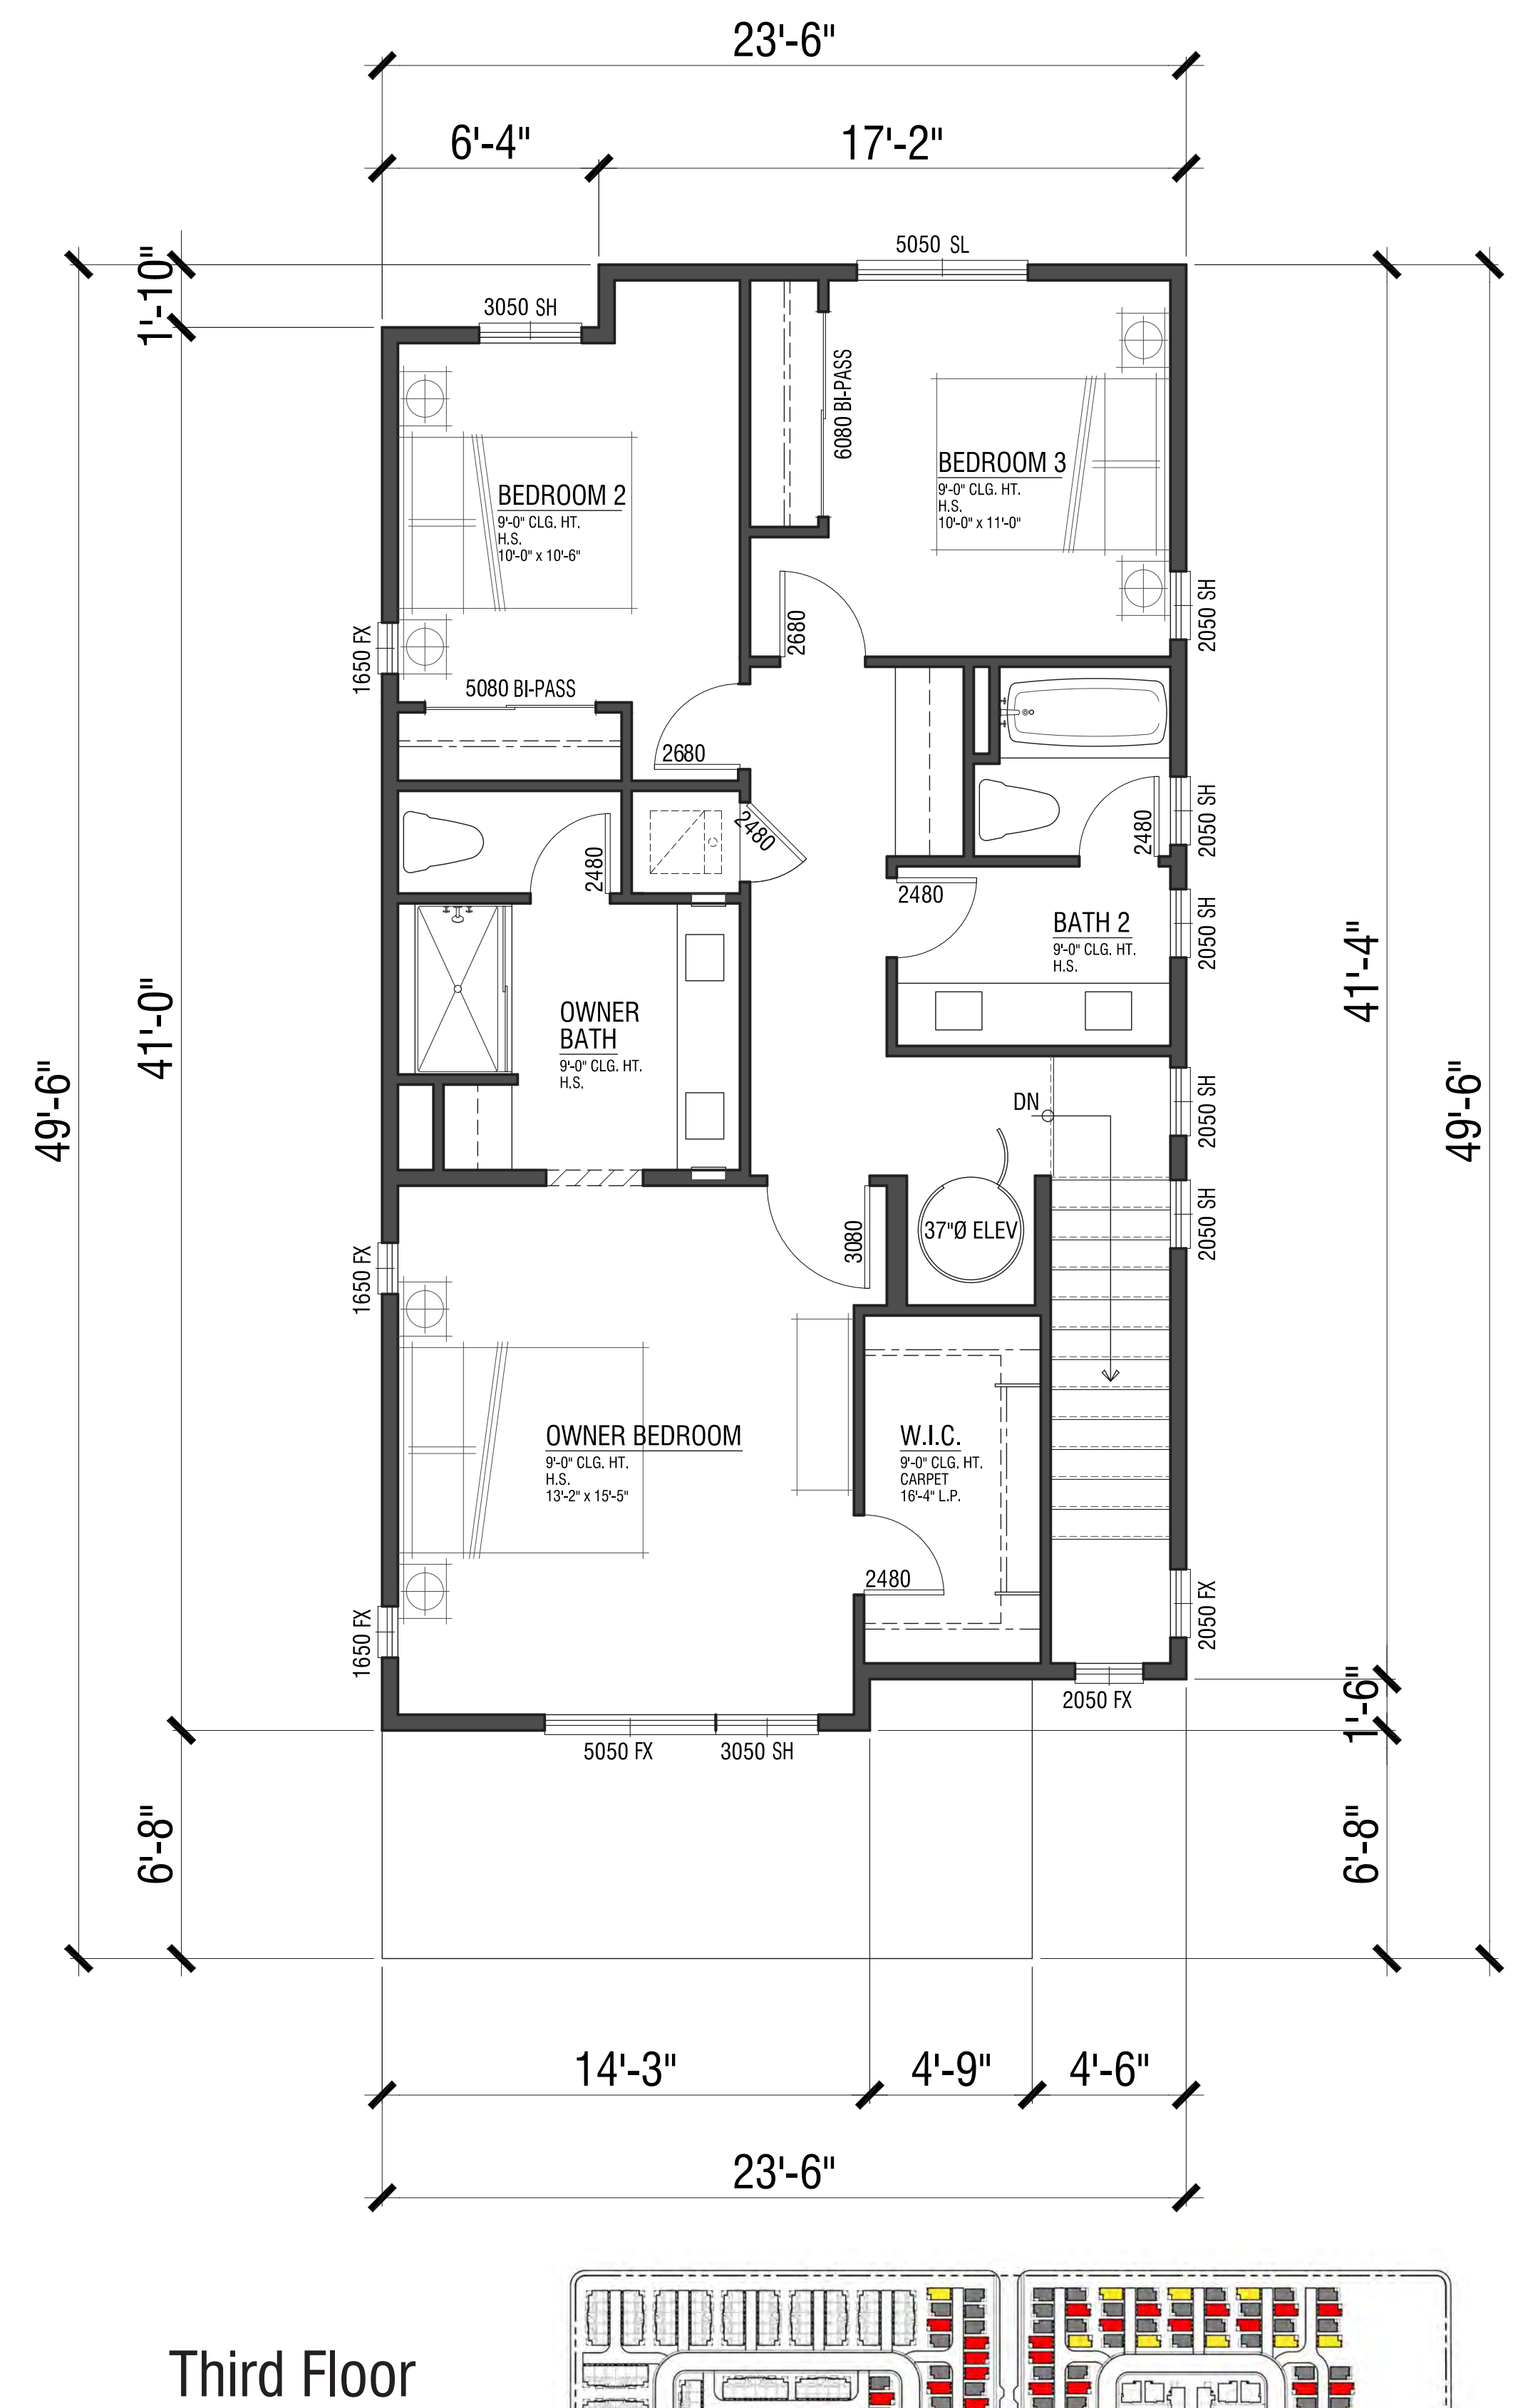 23'-6"
6'-4"
17'-2"
1'-10"
5050 SL
3050 SH
6080 BI-PASS
BEDROOM 3
9'-0" CLG. HT.
H.S.
10'-0" x 11'-0"
BEDROOM 2
9'-0" CLG. HT.
H.S.
10'-0" x 10'-6"
2050 SH
2680
1650 FX
5080 BI-PASS
2680
2480
2480
2480
2050 SH
2480
BATH 2
9'-0" CLG. HT.
H.S.
2050 SH
41'-4"
41'-0"
OWNER
BATH
9'-0" CLG. HT.
H.S.
49'-6"
49'-6"
DN
2050 SH
2050 SH
37"Ø ELEV
3080
1650 FX
OWNER BEDROOM
9'-0" CLG. HT.
H.S.
13'-2" x 15'-5"
W.I.C.
9'-0" CLG. HT.
CARPET
16'-4" L.P.
2480
1650 FX
2050 FX
2050 FX
1'-6"
5050 FX
3050 SH
6'-8"
6'-8"
14'-3"
4'-9"
4'-6"
23'-6"
Third Floor